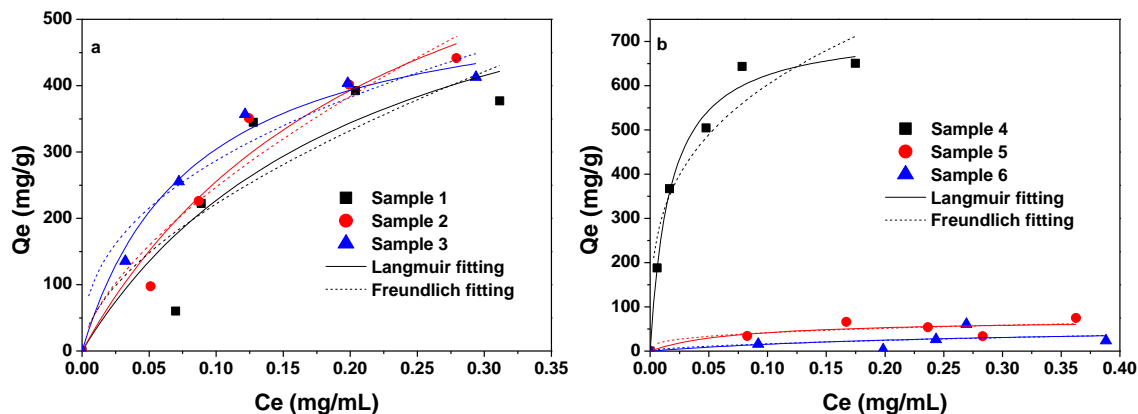 a
500
400
300
200
100
0
Qe (mg/g)
0.00 0.05 0.10 0.15 0.20 0.25 0.30 0.35
Ce (mg/mL)
Sample 1
Sample 2
Sample 3
Langmuir fitting
Freundlich fitting
b
700
600
500
400
300
200
100
0
Qe (mg/g)
0.00 0.05 0.10 0.15 0.20 0.25 0.30 0.35 0.40
Ce (mg/mL)
Sample 4
Sample 5
Sample 6
Langmuir fitting
Freundlich fitting